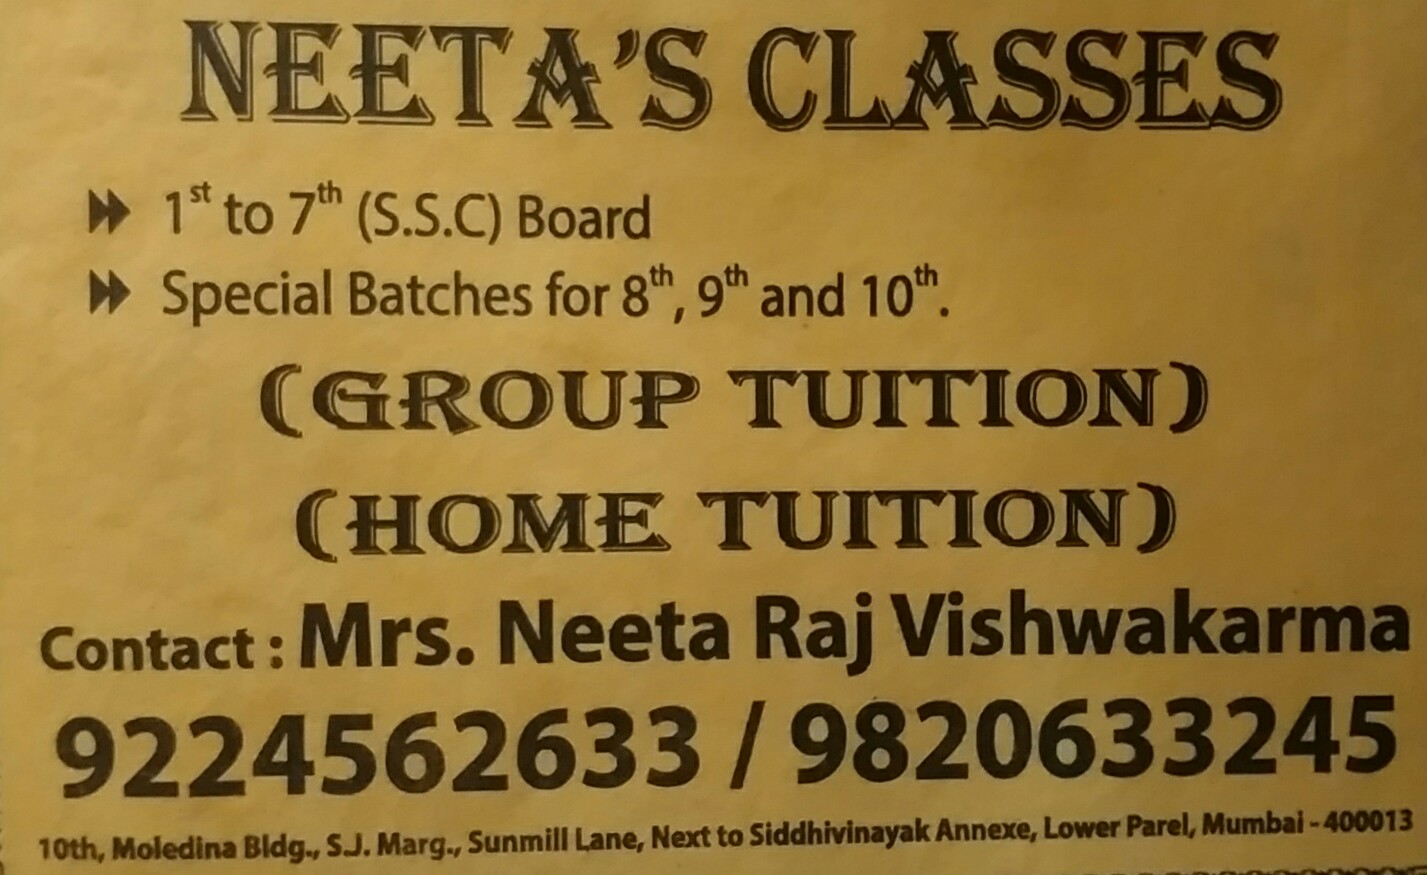 NEETA'S CLASSES
1st to 7th (S.S.C) Board
Special Batches for 8th, 9th and 10th.
(GROUP TUITION)
(HOME TUITION)
Contact : Mrs. Neeta Raj Vishwakarma
9224562633 / 9820633245
10th, Moledina Bldg., S.J. Marg., Sunmill Lane, Next to Siddhivinayak Annexe, Lower Parel, Mumbai - 400013